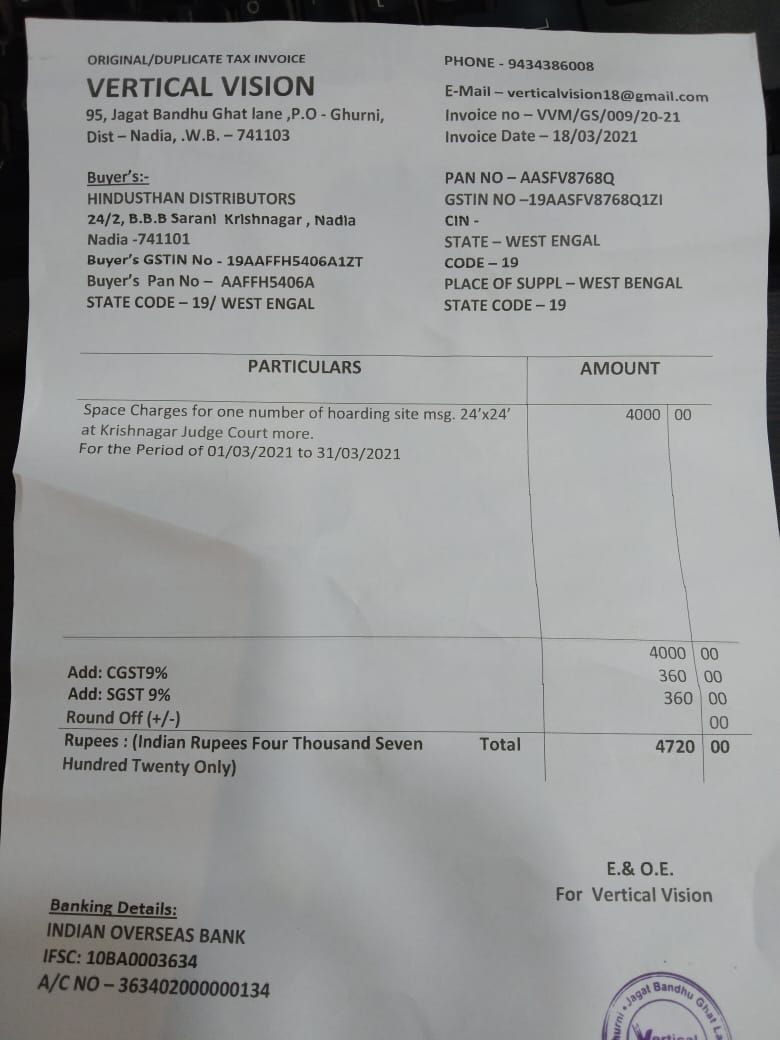 ORIGINAL/DUPLICATE TAX INVOICE
VERTICAL VISION
95, Jagat Bandhu Ghat lane ,P.O - Ghurni,
Dist – Nadia, .W.B. – 741103
PHONE - 9434386008
E-Mail – verticalvision18@gmail.com
Invoice no – VVM/GS/009/20-21
Invoice Date – 18/03/2021
Buyer's:-
HINDUSTHAN DISTRIBUTORS
24/2, B.B.B Sarani Krishnagar , Nadia
Nadia -741101
Buyer's GSTIN No - 19AAFFH5406A1ZT
Buyer's Pan No – AAFFH5406A
STATE CODE – 19/ WEST ENGAL
PAN NO – AASFV8768Q
GSTIN NO –19AASFV8768Q1ZI
CIN -
STATE – WEST ENGAL
CODE – 19
PLACE OF SUPPL – WEST BENGAL
STATE CODE – 19
PARTICULARS AMOUNT
Space Charges for one number of hoarding site msg. 24'x24' 4000 00
at Krishnagar Judge Court more.
For the Period of 01/03/2021 to 31/03/2021
4000 00
Add: CGST9% 360 00
Add: SGST 9% 360 00
Round Off (+/-) 00
Rupees : (Indian Rupees Four Thousand Seven Total 4720 00
Hundred Twenty Only)
E.& O.E.
For Vertical Vision
Banking Details:
INDIAN OVERSEAS BANK
IFSC: 10BA0003634
A/C NO – 363402000000134
Jagat Bandhu Ghat
Vertical